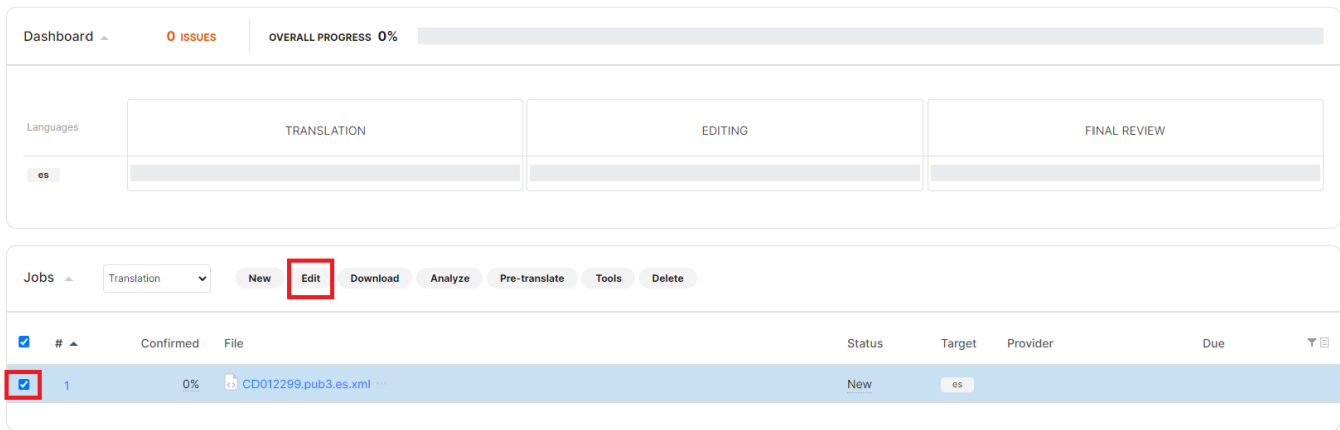 Dashboard 0 ISSUES OVERALL PROGRESS 0%
Languages TRANSLATION EDITING FINAL REVIEW
es
Jobs Translation New Edit Download Analyze Pre-translate Tools Delete
# Confirmed File Status Target Provider Due
1 0% CD012299.pub3.es.xml ... New es